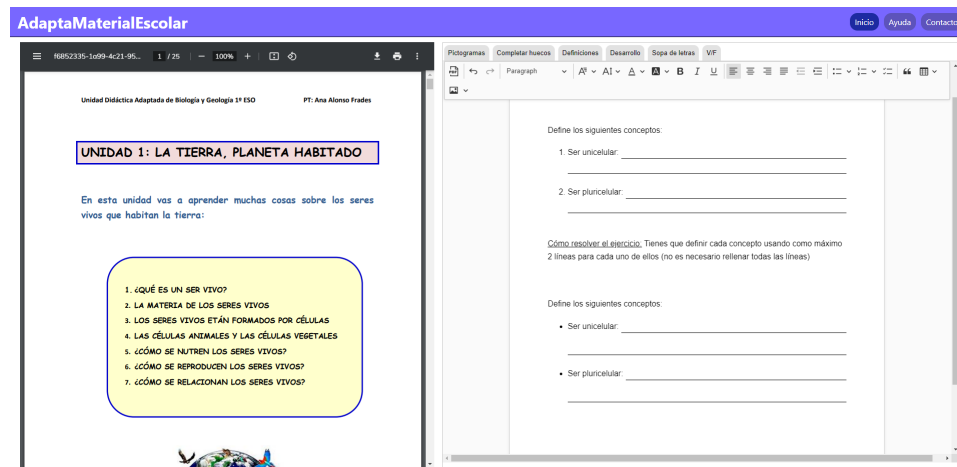 AdaptaMaterialEscolar
Inicio Ayuda Contacto
f6852335-1a99-4c21-95... 1 / 25 100%
Unidad Didáctica Adaptada de Biología y Geología 1º ESO PT: Ana Alonso Frades
UNIDAD 1: LA TIERRA, PLANETA HABITADO
En esta unidad vas a aprender muchas cosas sobre los seres
vivos que habitan la tierra:
1. ¿QUÉ ES UN SER VIVO?
2. LA MATERIA DE LOS SERES VIVOS
3. LOS SERES VIVOS ETÁN FORMADOS POR CÉLULAS
4. LAS CÉLULAS ANIMALES Y LAS CÉLULAS VEGETALES
5. ¿CÓMO SE NUTREN LOS SERES VIVOS?
6. ¿CÓMO SE REPRODUCEN LOS SERES VIVOS?
7. ¿CÓMO SE RELACIONAN LOS SERES VIVOS?
Pictogramas Completar huecos Definiciones Desarrollo Sopa de letras V/F
Paragraph
Define los siguientes conceptos:
1. Ser unicelular:
2. Ser pluricelular:
Cómo resolver el ejercicio: Tienes que definir cada concepto usando como máximo
2 líneas para cada uno de ellos (no es necesario rellenar todas las líneas)
Define los siguientes conceptos:
• Ser unicelular:
• Ser pluricelular: